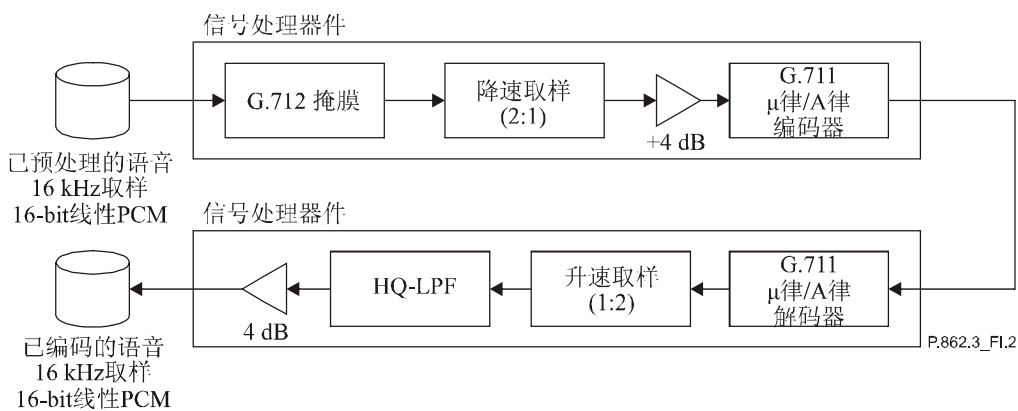 信号处理器件
G.712 掩膜
降速取样
(2:1)
+4 dB
G.711
μ律/A律
编码器
已预处理的语音
16 kHz取样
16-bit线性PCM
信号处理器件
4 dB
HQ-LPF
升速取样
(1:2)
G.711
μ律/A律
解码器
已编码的语音
16 kHz取样
16-bit线性PCM
P.862.3_FI.2